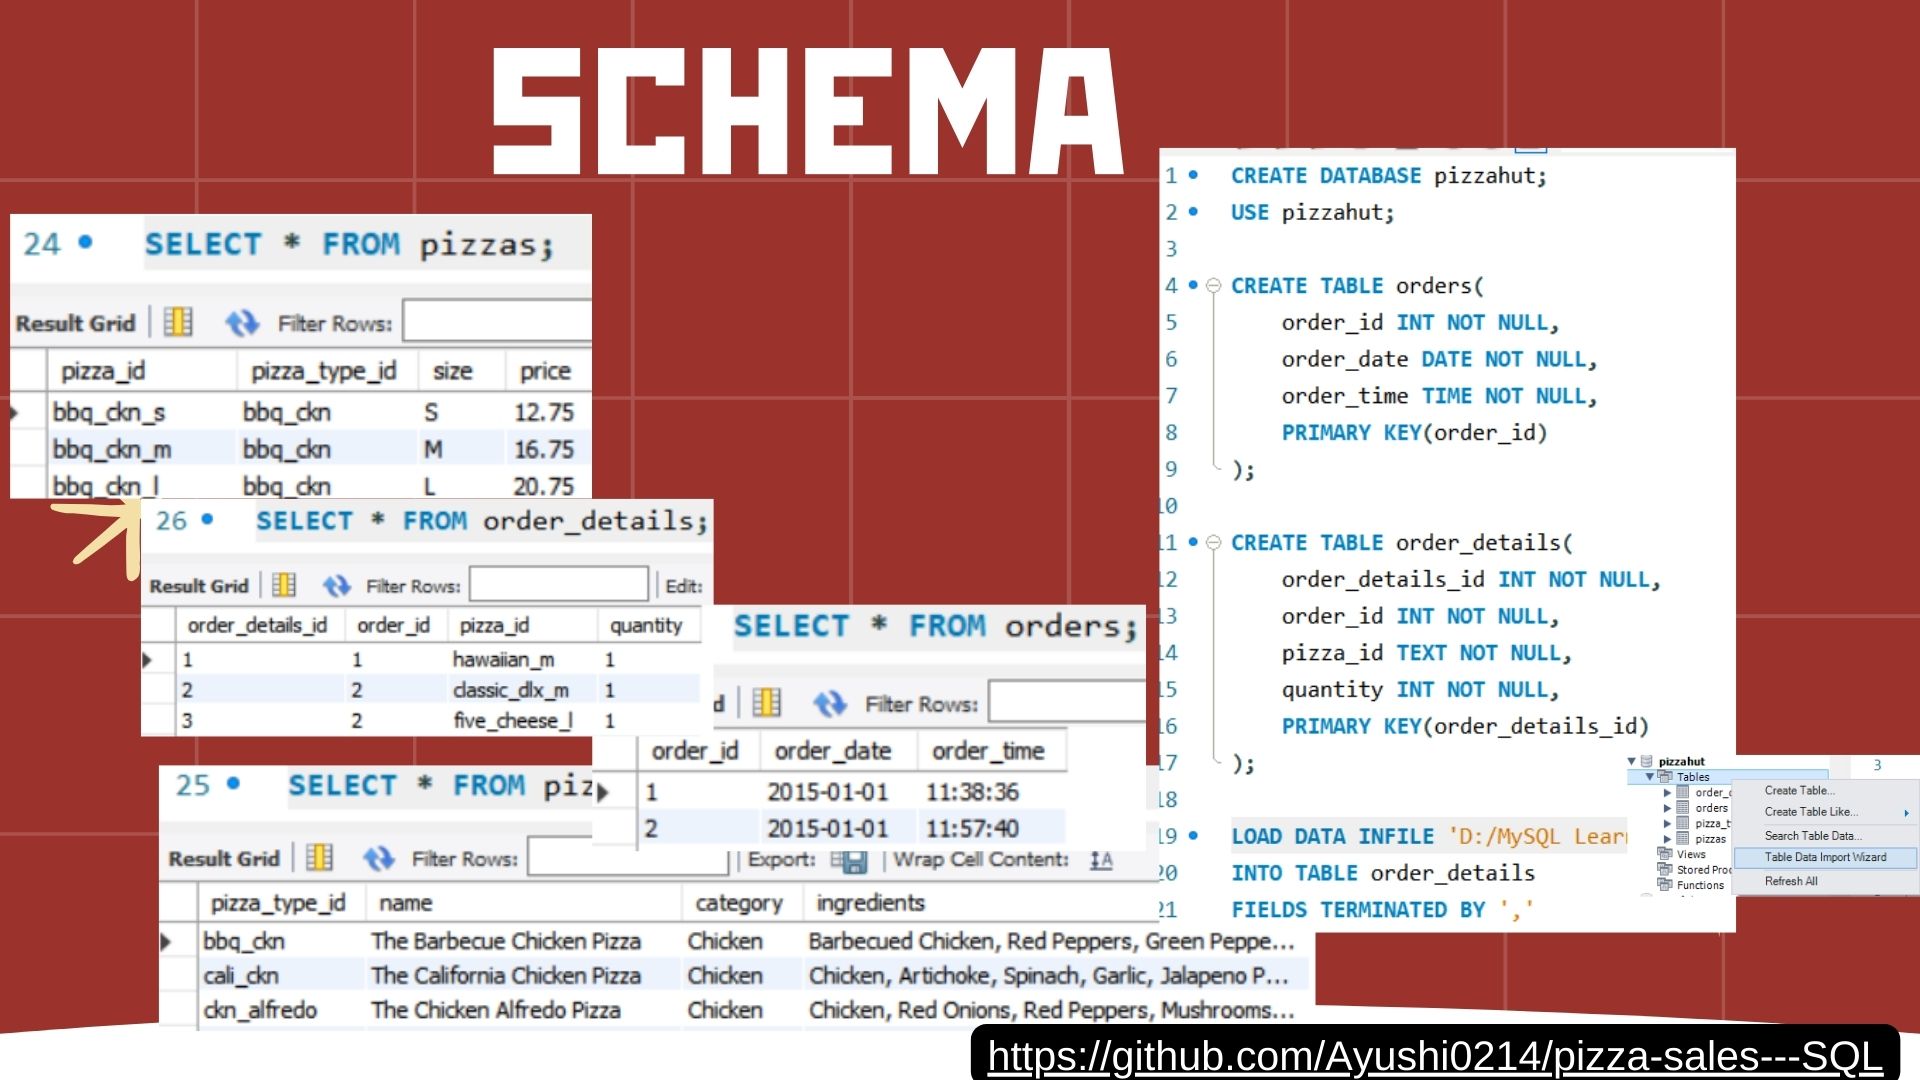 SCHEMA
24 SELECT * FROM pizzas;
Result Grid Filter Rows:
pizza_id pizza_type_id size price
bbq_ckn_s bbq_ckn S 12.75
bbq_ckn_m bbq_ckn M 16.75
bbq_ckn_l bbq_ckn L 20.75
26 SELECT * FROM order_details;
Result Grid Filter Rows: Edit:
order_details_id order_id pizza_id quantity
1 1 hawaiian_m 1
2 2 classic_dlx_m 1
3 2 five_cheese_l 1
SELECT * FROM orders;
d Filter Rows:
order_id order_date order_time
1 2015-01-01 11:38:36
2 2015-01-01 11:57:40
25 SELECT * FROM piz
Result Grid Filter Rows: Export: Wrap Cell Content:
pizza_type_id name category ingredients
bbq_ckn The Barbecue Chicken Pizza Chicken Barbecued Chicken, Red Peppers, Green Peppe...
cali_ckn The California Chicken Pizza Chicken Chicken, Artichoke, Spinach, Garlic, Jalapeno P...
ckn_alfredo The Chicken Alfredo Pizza Chicken Chicken, Red Onions, Red Peppers, Mushrooms...
1 CREATE DATABASE pizzahut;
2 USE pizzahut;
3
4 CREATE TABLE orders(
5 order_id INT NOT NULL,
6 order_date DATE NOT NULL,
7 order_time TIME NOT NULL,
8 PRIMARY KEY(order_id)
9 );
10
11 CREATE TABLE order_details(
12 order_details_id INT NOT NULL,
13 order_id INT NOT NULL,
14 pizza_id TEXT NOT NULL,
15 quantity INT NOT NULL,
16 PRIMARY KEY(order_details_id)
17 );
18
19 LOAD DATA INFILE 'D:/MySQL Lear
20 INTO TABLE order_details
21 FIELDS TERMINATED BY ','
pizzahut 3
Tables
order_
orders
pizza_t
pizzas
Views
Stored Proc
Functions
Create Table...
Create Table Like...
Search Table Data...
Table Data Import Wizard
Refresh All
https://github.com/Ayushi0214/pizza-sales---SQL